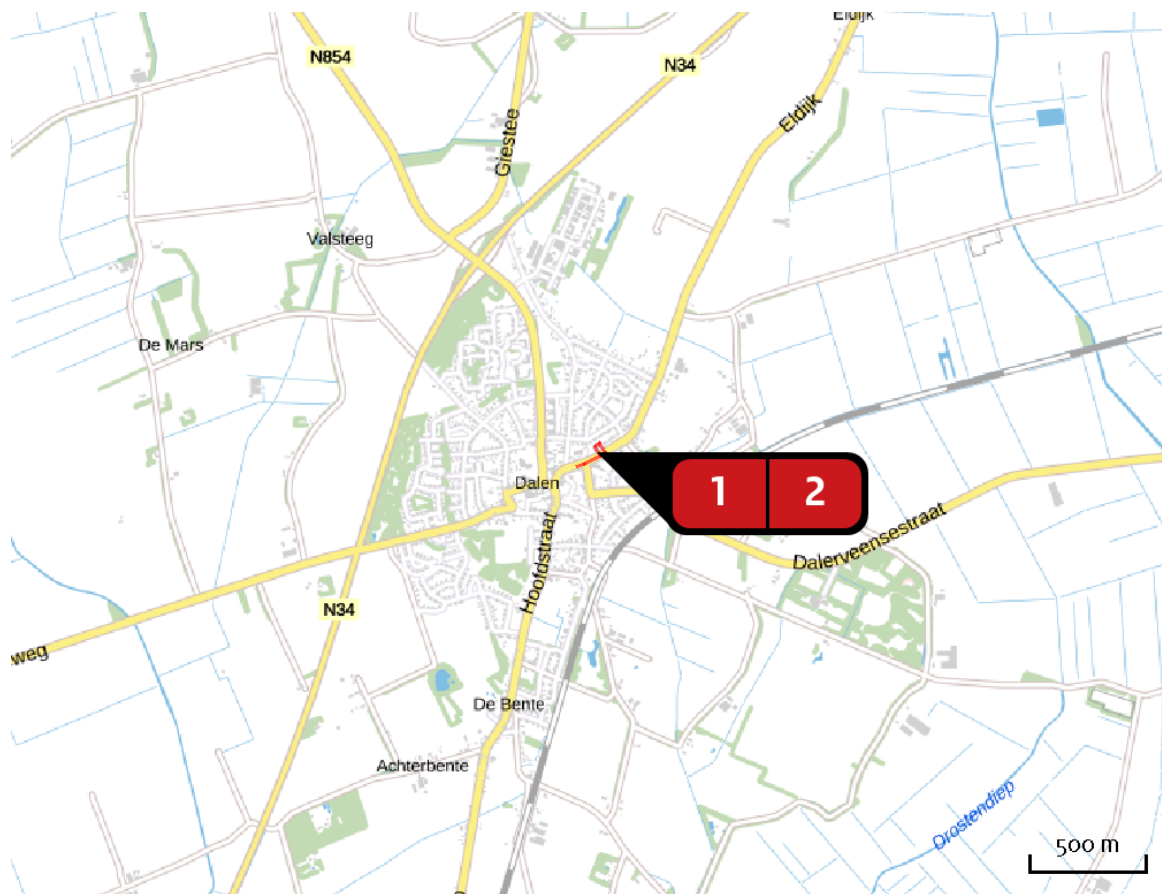 Eldijk
N854
N34
Eldijk
Giestee
Valsteeg
De Mars
Dalen
1
2
Hoofdstraat
Dalerveensestraat
N34
weg
De Bente
Achterbente
Drostendiep
500 m